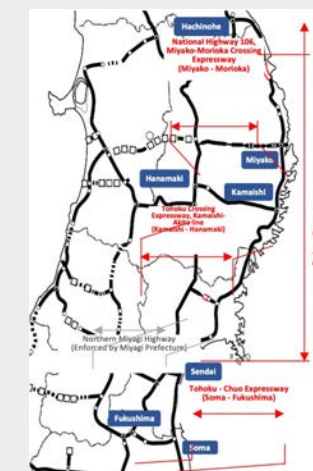 Hachinohe
National Highway 106,
Miyako-Morioka Crossing
Expressway
(Miyako - Morioka)
Miyako
Hanamaki
Kamaishi
Tohoku Crossing
Expressway, Kamaishi-
Akita-line
(Kamaishi - Hanamaki)
Northern Miyagi Highway
(Enforced by Miyagi Prefecture)
Sendai
Tohoku - Chuo Expressway
(Soma - Fukushima)
Fukushima
Soma